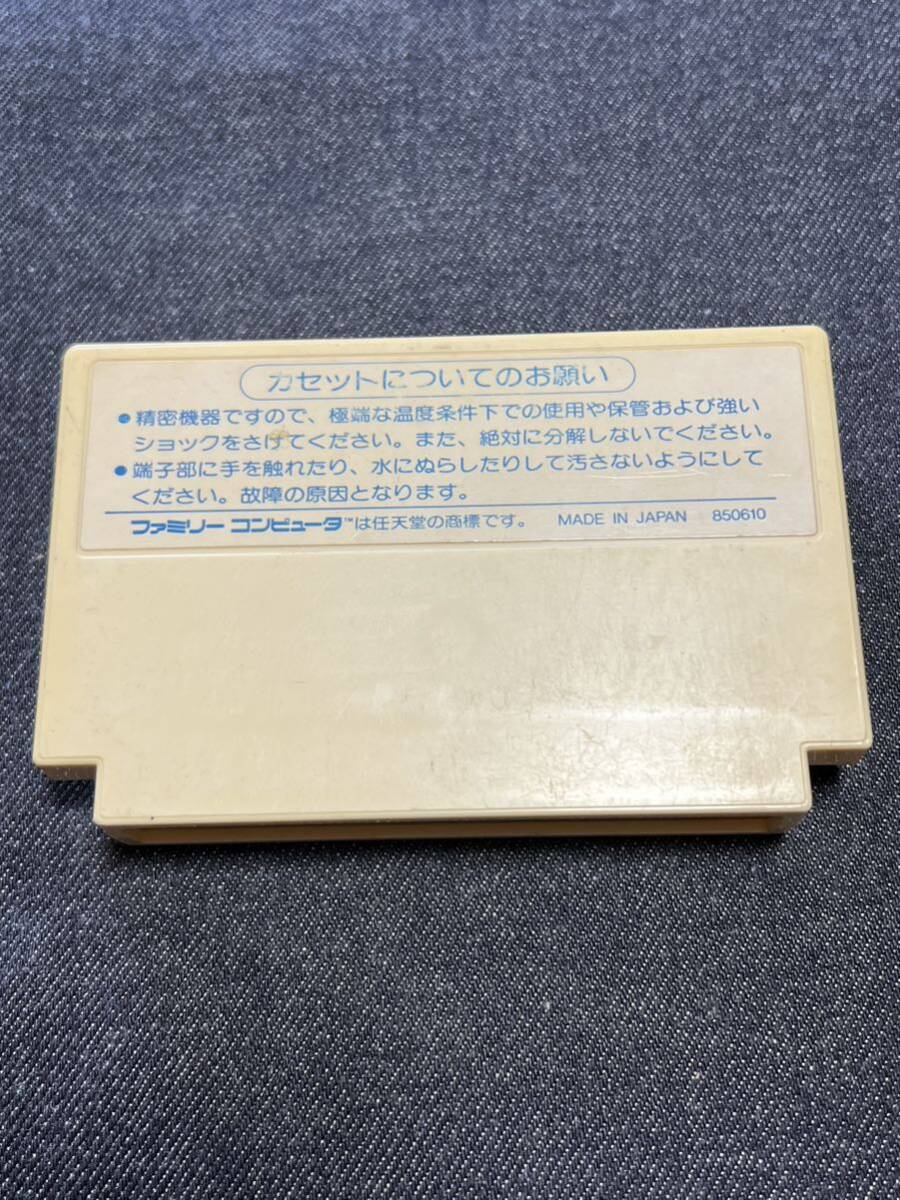 カセットについてのお願い
●精密機器ですので、極端な温度条件下での使用や保管および強い
ショックをさけてください。また、絶対に分解しないでください。
●端子部に手を触れたり、水にぬらしたりして汚さないようにして
ください。故障の原因となります。
ファミリー コンピュータ™は任天堂の商標です。 MADE IN JAPAN 850610